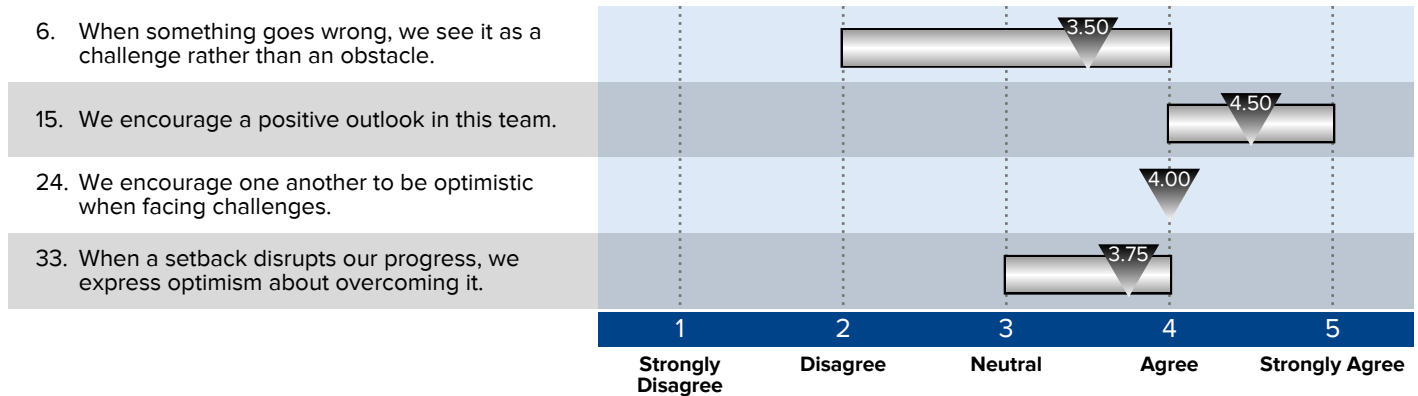 6. When something goes wrong, we see it as a
challenge rather than an obstacle.
3.50
15. We encourage a positive outlook in this team.
4.50
24. We encourage one another to be optimistic
when facing challenges.
4.00
33. When a setback disrupts our progress, we
express optimism about overcoming it.
3.75
1 2 3 4 5
Strongly Disagree Neutral Agree Strongly Agree
Disagree